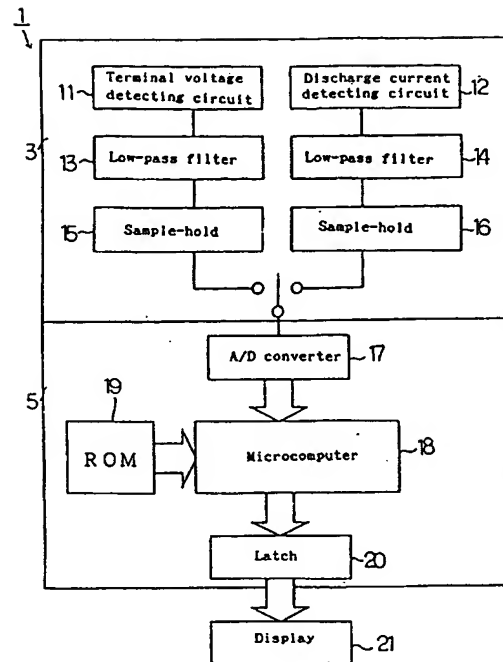 1
Terminal voltage
detecting circuit
11
Discharge current
detecting circuit
12
3
Low-pass filter
13
Low-pass filter
14
Sample-hold
15
Sample-hold
16
A/D converter
17
5
19
ROM
Microcomputer
18
Latch
20
Display
21